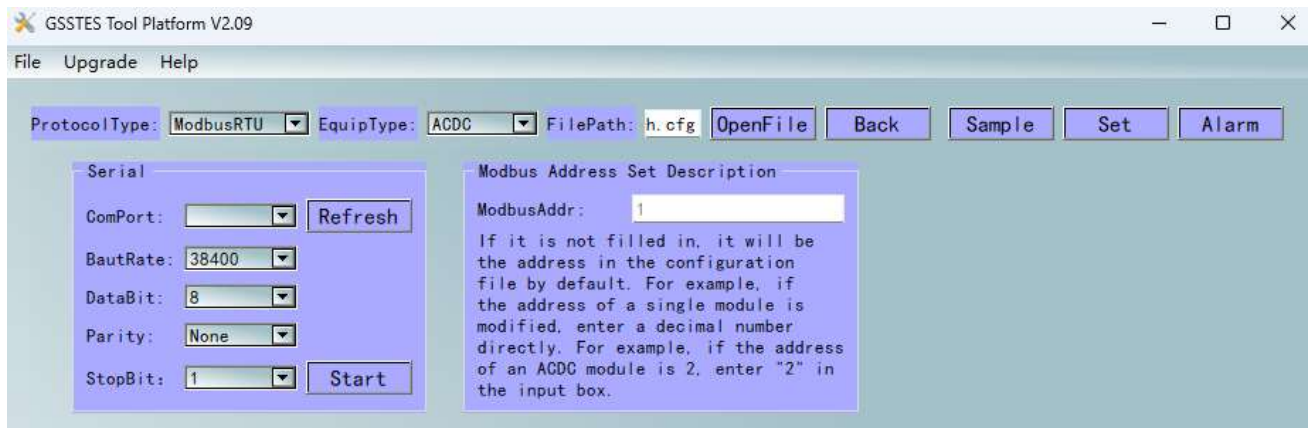 GSSTES Tool Platform V2.09
File Upgrade Help
ProtocolType: ModbusRTU EquipType: ACDC FilePath: h.cfg OpenFile Back Sample Set Alarm
Serial
ComPort: Refresh
BautRate: 38400
DataBit: 8
Parity: None
StopBit: 1 Start
Modbus Address Set Description
ModbusAddr: 1
If it is not filled in, it will be
the address in the configuration
file by default. For example, if
the address of a single module is
modified, enter a decimal number
directly. For example, if the address
of an ACDC module is 2, enter "2" in
the input box.